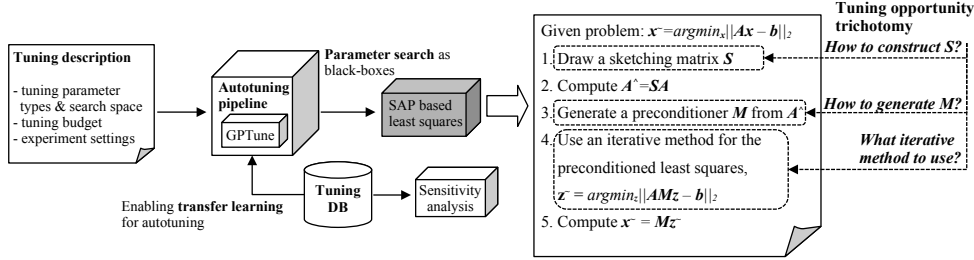 Tuning description
- tuning parameter
types & search space
- tuning budget
- experiment settings
Autotuning
pipeline
GPTune
Parameter search as
black-boxes
SAP based
least squares
Enabling transfer learning
for autotuning
Tuning
DB
Sensitivity
analysis
Given problem: x~=argminₓ||Ax – b||₂
1. Draw a sketching matrix S
2. Compute A^=SA
3. Generate a preconditioner M from A^
4. Use an iterative method for the
preconditioned least squares,
z~ = argmin_z||AMz – b||₂
5. Compute x~ = Mz~
Tuning opportunity
trichotomy
How to construct S?
How to generate M?
What iterative
method to use?